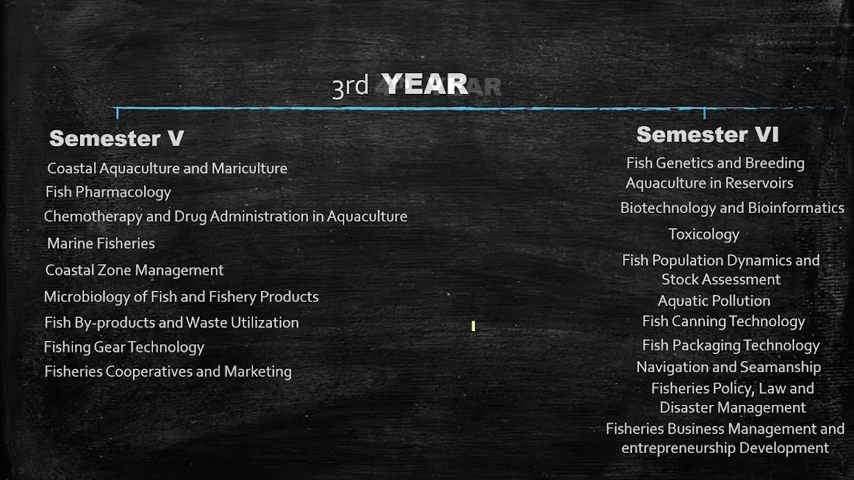 3rd YEAR
Semester V
Coastal Aquaculture and Mariculture
Fish Pharmacology
Chemotherapy and Drug Administration in Aquaculture
Marine Fisheries
Coastal Zone Management
Microbiology of Fish and Fishery Products
Fish By-products and Waste Utilization
Fishing Gear Technology
Fisheries Cooperatives and Marketing
Semester VI
Fish Genetics and Breeding
Aquaculture in Reservoirs
Biotechnology and Bioinformatics
Toxicology
Fish Population Dynamics and
Stock Assessment
Aquatic Pollution
Fish Canning Technology
Fish Packaging Technology
Navigation and Seamanship
Fisheries Policy, Law and
Disaster Management
Fisheries Business Management and
entrepreneurship Development